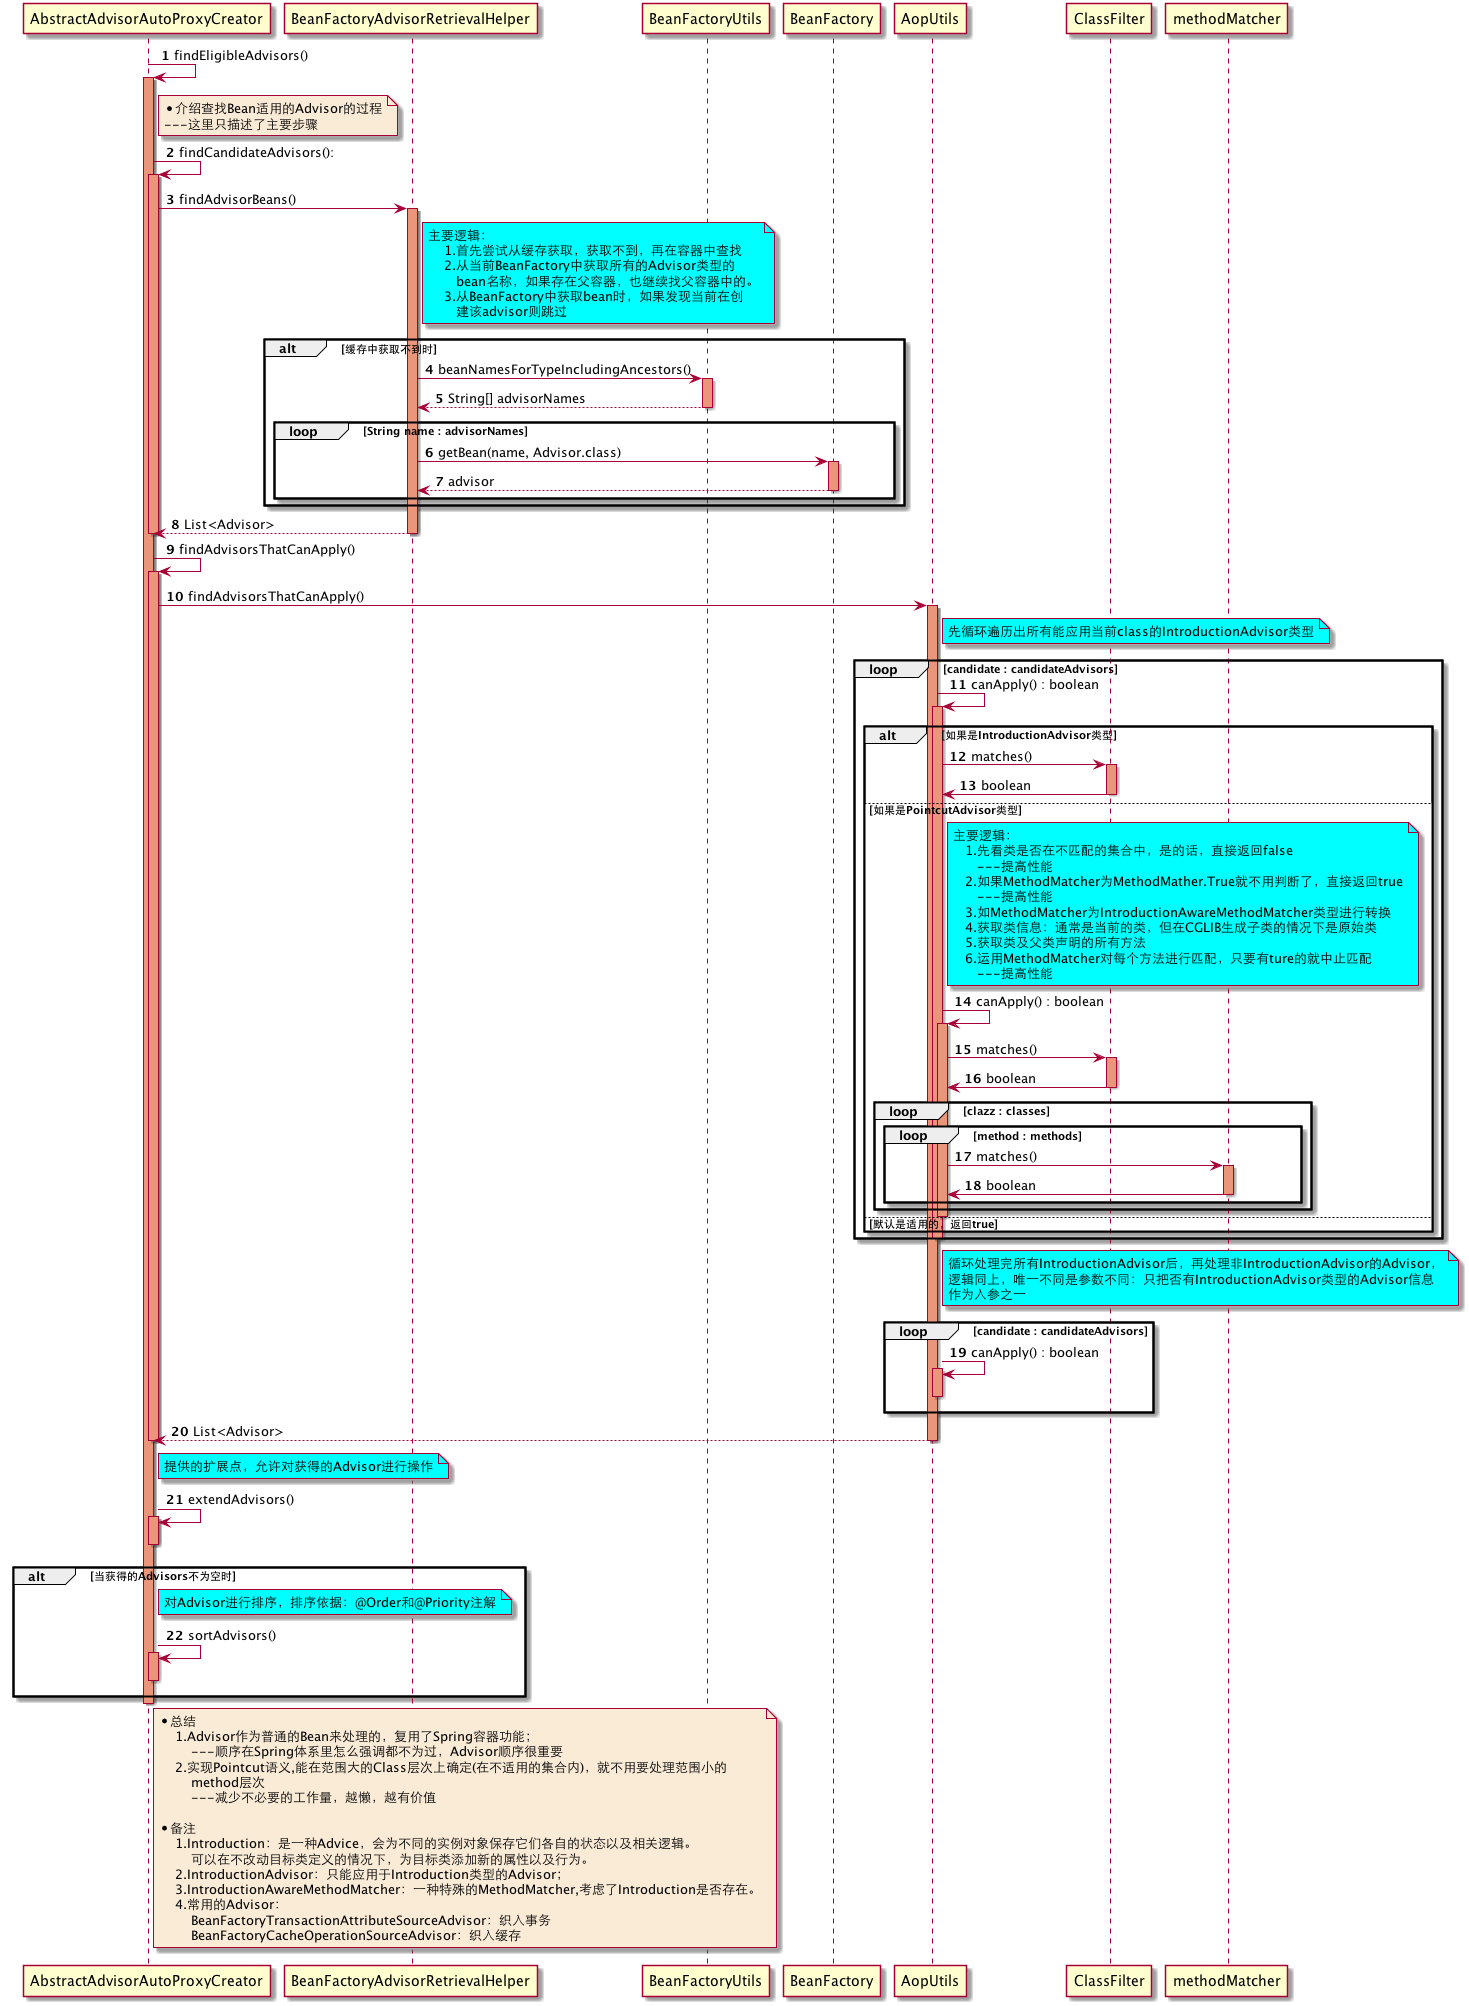 AbstractAdvisorAutoProxyCreator
BeanFactoryAdvisorRetrievalHelper
BeanFactoryUtils
BeanFactory
AopUtils
ClassFilter
methodMatcher
1 findEligibleAdvisors()
•介绍查找Bean适用的Advisor的过程
---这里只描述了主要步骤
2 findCandidateAdvisors():
3 findAdvisorBeans()
主要逻辑：
1.首先尝试从缓存获取，获取不到，再在容器中查找
2.从当前BeanFactory中获取所有的Advisor类型的
bean名称，如果存在父容器，也继续找父容器中的。
3.从BeanFactory中获取bean时，如果发现当前在创
建该advisor则跳过
alt [缓存中获取不到时]
4 beanNamesForTypeIncludingAncestors()
5 String[] advisorNames
loop [String name : advisorNames]
6 getBean(name, Advisor.class)
7 advisor
8 List<Advisor>
9 findAdvisorsThatCanApply()
10 findAdvisorsThatCanApply()
先循环遍历出所有能应用当前class的IntroductionAdvisor类型
loop [candidate : candidateAdvisors]
11 canApply() : boolean
alt [如果是IntroductionAdvisor类型]
12 matches()
13 boolean
[如果是PointcutAdvisor类型]
主要逻辑：
1.先看类是否在不匹配的集合中，是的话，直接返回false
---提高性能
2.如果MethodMatcher为MethodMather.True就不用判断了，直接返回true
---提高性能
3.如MethodMatcher为IntroductionAwareMethodMatcher类型进行转换
4.获取类信息：通常是当前的类，但在CGLIB生成子类的情况下是原始类
5.获取类及父类声明的所有方法
6.运用MethodMatcher对每个方法进行匹配，只要有ture的就中止匹配
---提高性能
14 canApply() : boolean
15 matches()
16 boolean
loop [clazz : classes]
loop [method : methods]
17 matches()
18 boolean
[默认是适用的，返回true]
循环处理完所有IntroductionAdvisor后，再处理非IntroductionAdvisor的Advisor，
逻辑同上，唯一不同是参数不同：只把否有IntroductionAdvisor类型的Advisor信息
作为入参之一
loop [candidate : candidateAdvisors]
19 canApply() : boolean
20 List<Advisor>
提供的扩展点，允许对获得的Advisor进行操作
21 extendAdvisors()
alt [当获得的Advisors不为空时]
对Advisor进行排序，排序依据：@Order和@Priority注解
22 sortAdvisors()
•总结
1.Advisor作为普通的Bean来处理的，复用了Spring容器功能；
---顺序在Spring体系里怎么强调都不为过，Advisor顺序很重要
2.实现Pointcut语义,能在范围大的Class层次上确定(在不适用的集合内)，就不用要处理范围小的
method层次
---减少不必要的工作量，越懒，越有价值
•备注
1.Introduction：是一种Advice，会为不同的实例对象保存它们各自的状态以及相关逻辑。
可以在不改动目标类定义的情况下，为目标类添加新的属性以及行为。
2.IntroductionAdvisor：只能应用于Introduction类型的Advisor；
3.IntroductionAwareMethodMatcher：一种特殊的MethodMatcher,考虑了Introduction是否存在。
4.常用的Advisor：
BeanFactoryTransactionAttributeSourceAdvisor：织入事务
BeanFactoryCacheOperationSourceAdvisor：织入缓存
AbstractAdvisorAutoProxyCreator
BeanFactoryAdvisorRetrievalHelper
BeanFactoryUtils
BeanFactory
AopUtils
ClassFilter
methodMatcher